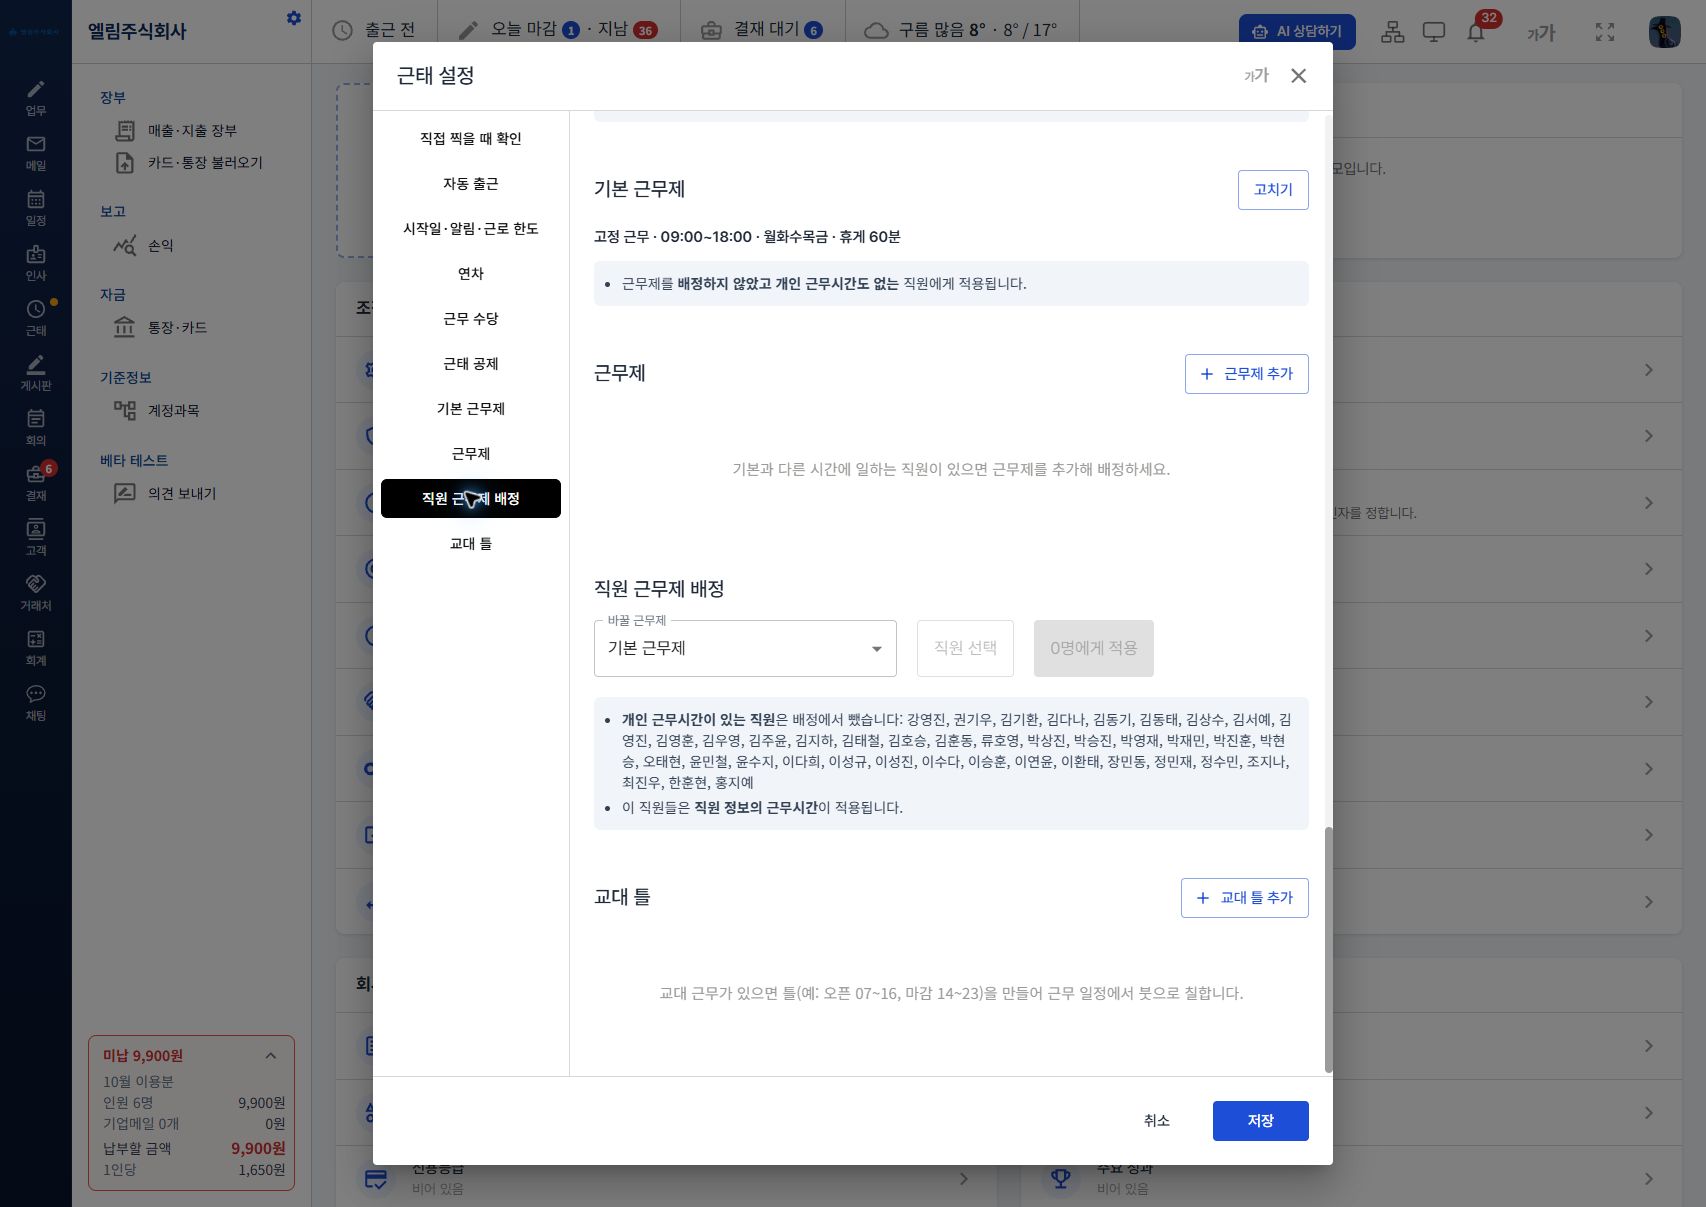 엘림주식회사
출근 전
오늘 마감 1 · 지남 36
결재 대기 6
구름 많음 8° · 8° / 17°
AI 상담하기
32
가가
업무
메일
일정
인사
근태
게시판
회의
6
결재
고객
거래처
회계
채팅
장부
매출·지출 장부
카드·통장 불러오기
보고
손익
자금
통장·카드
기준정보
계정과목
베타 테스트
의견 보내기
미납 9,900원
10월 이용분
인원 6명 9,900원
기업메일 0개 0원
납부할 금액 9,900원
1인당 1,650원
근태 설정
가가
직접 찍을 때 확인
자동 출근
시작일·알림·근로 한도
연차
근무 수당
근태 공제
기본 근무제
근무제
직원 근무제 배정
교대 틀
기본 근무제
고치기
고정 근무 · 09:00~18:00 · 월화수목금 · 휴게 60분
근무제를 배정하지 않았고 개인 근무시간도 없는 직원에게 적용됩니다.
근무제
+ 근무제 추가
기본과 다른 시간에 일하는 직원이 있으면 근무제를 추가해 배정하세요.
직원 근무제 배정
바꿀 근무제
기본 근무제
직원 선택
0명에게 적용
개인 근무시간이 있는 직원은 배정에서 뺐습니다: 강영진, 권기우, 김기환, 김다나, 김동기, 김동태, 김상수, 김서예, 김
영진, 김영훈, 김우영, 김주윤, 김지하, 김태철, 김호승, 김훈동, 류호영, 박상진, 박승진, 박영재, 박재민, 박진훈, 박현
승, 오태현, 윤민철, 윤수지, 이다희, 이성규, 이성진, 이수다, 이승훈, 이연윤, 이환태, 장민동, 정민재, 정수민, 조지나,
최진우, 한훈현, 홍지예
이 직원들은 직원 정보의 근무시간이 적용됩니다.
교대 틀
+ 교대 틀 추가
교대 근무가 있으면 틀(예: 오픈 07~16, 마감 14~23)을 만들어 근무 일정에서 붓으로 칠합니다.
취소
저장
모입니다.
자를 정합니다.
신용등급
비어 있음
수요 성과
비어 있음